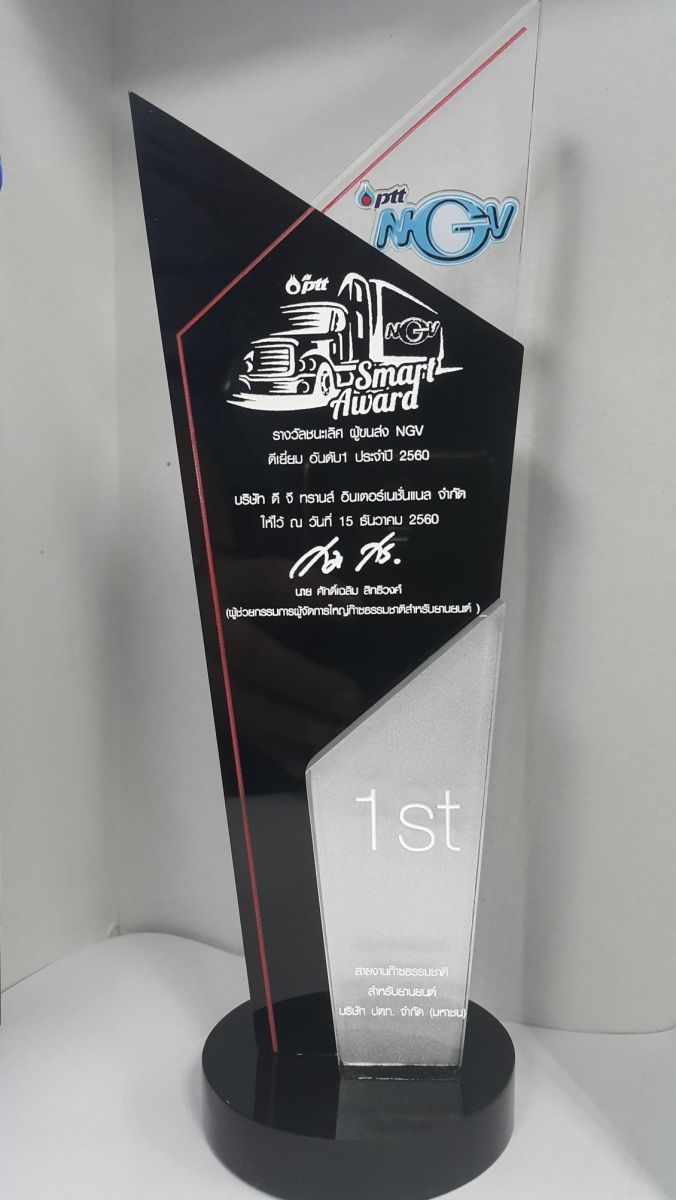 ptt
NGV
ptt
NGV
Smart
Award
รางวัลชนะเลิศ ผู้ขนส่ง NGV
ดีเยี่ยม อันดับ1 ประจำปี 2560
บริษัท ดี จี ทรานส์ อินเตอร์เนชั่นแนล จำกัด
ให้ไว้ ณ วันที่ 15 ธันวาคม 2560
นาย ศักดิ์เฉลิม สิทธิวงค์
(ผู้ช่วยกรรมการผู้จัดการใหญ่ก๊าซธรรมชาติสำหรับยานยนต์ )
1st
สายงานก๊าซธรรมชาติ
สำหรับยานยนต์
บริษัท ปตท. จำกัด (มหาชน)